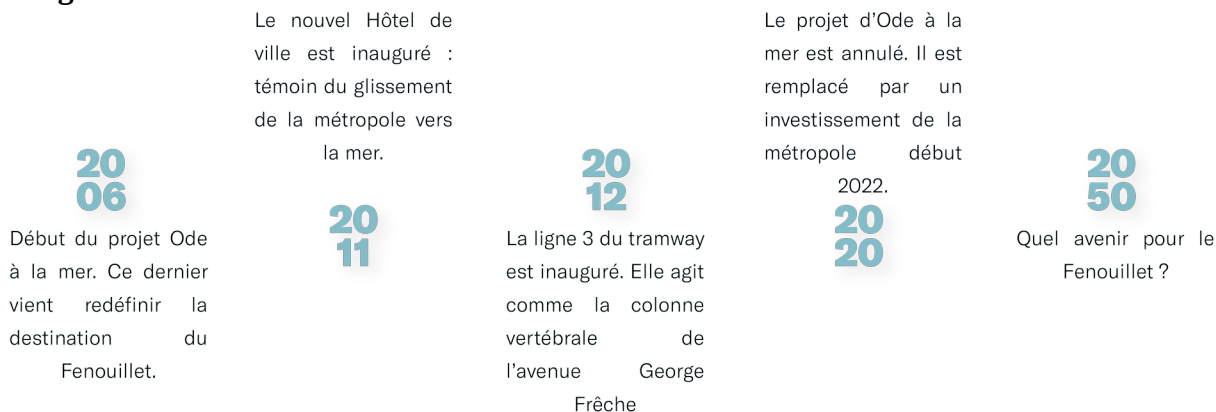 20
06
Début du projet Ode
à la mer. Ce dernier
vient redéfinir la
destination du
Fenouillet.
Le nouvel Hôtel de
ville est inauguré :
témoin du glissement
de la métropole vers
la mer.
20
11
20
12
La ligne 3 du tramway
est inauguré. Elle agit
comme la colonne
vertébrale de
l’avenue George
Frêche
Le projet d’Ode à la
mer est annulé. Il est
remplacé par un
investissement de la
métropole début
2022.
20
20
20
50
Quel avenir pour le
Fenouillet ?